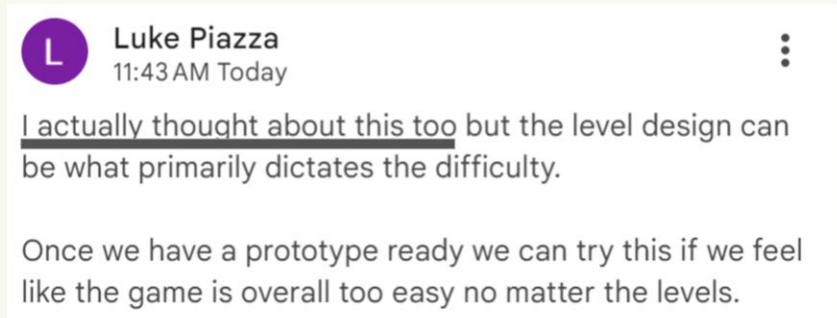 L
Luke Piazza
11:43 AM Today
I actually thought about this too but the level design can
be what primarily dictates the difficulty.
Once we have a prototype ready we can try this if we feel
like the game is overall too easy no matter the levels.